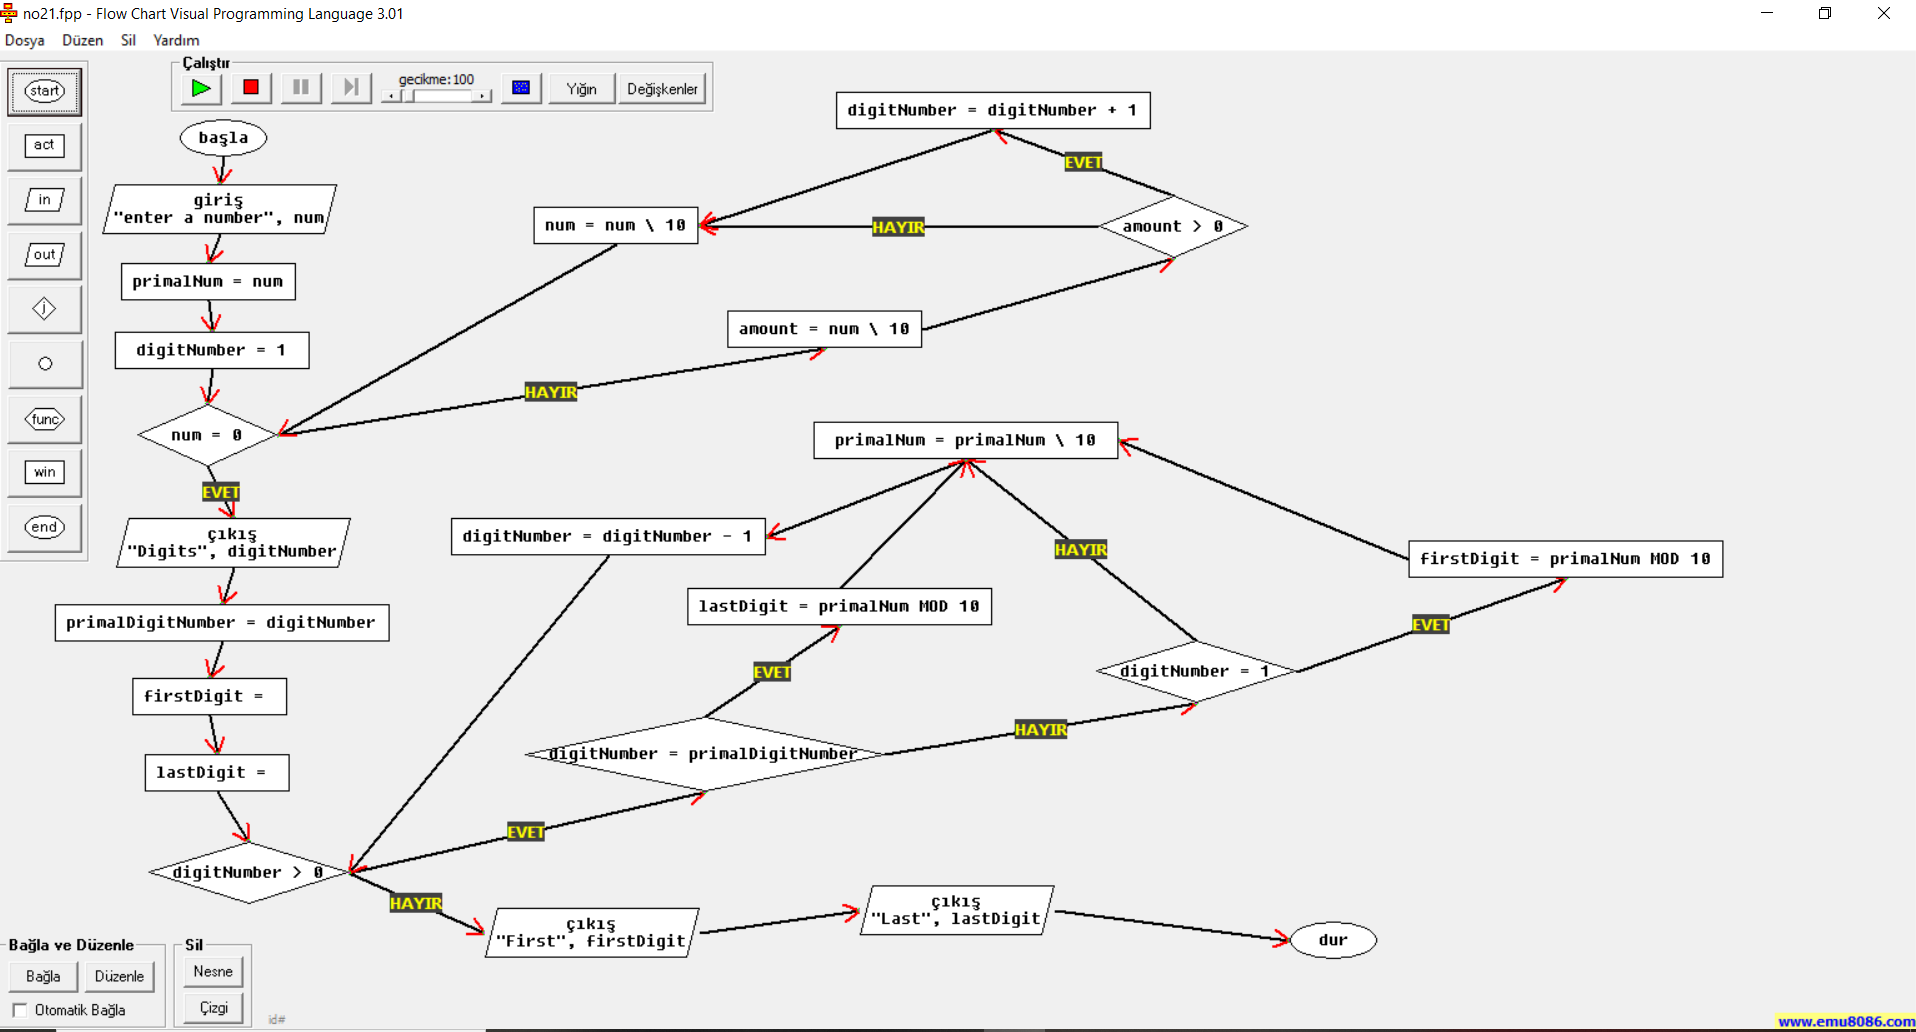 no21.fpp - Flow Chart Visual Programming Language 3.01
Dosya Düzen Sil Yardım
Çalıştır
gecikme:100
Yığın
Değişkenler
start
act
in
out
j
func
win
end
başla
giriş
"enter a number", num
primalNum = num
digitNumber = 1
num = 0
EVET
çıkış
"Digits", digitNumber
primalDigitNumber = digitNumber
firstDigit =
lastDigit =
digitNumber > 0
digitNumber = digitNumber + 1
EVET
num = num \ 10
HAYIR
amount > 0
amount = num \ 10
HAYIR
primalNum = primalNum \ 10
digitNumber = digitNumber - 1
HAYIR
firstDigit = primalNum MOD 10
lastDigit = primalNum MOD 10
EVET
EVET
digitNumber = 1
HAYIR
digitNumber = primalDigitNumber
EVET
HAYIR
çıkış
"First", firstDigit
çıkış
"Last", lastDigit
dur
Bağla ve Düzenle
Bağla
Düzenle
Otomatik Bağla
Sil
Nesne
Çizgi
id#
www.emu8086.com